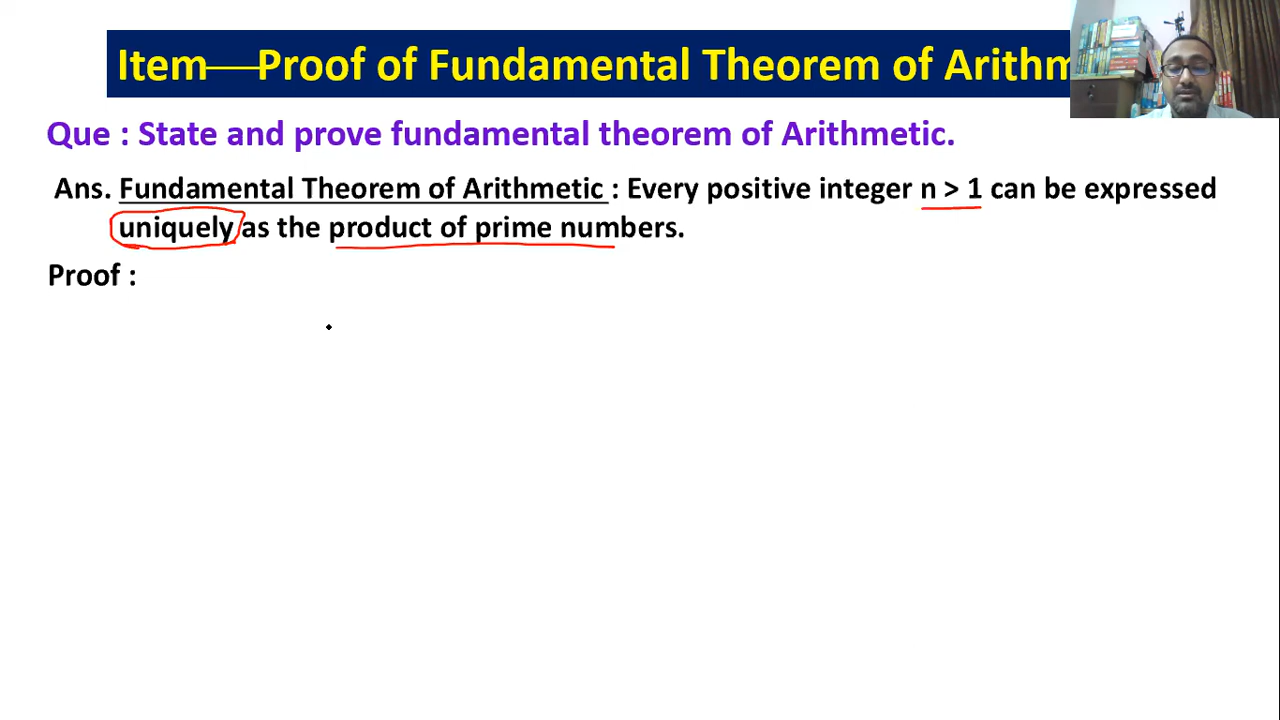 Item—Proof of Fundamental Theorem of Arithm
Que : State and prove fundamental theorem of Arithmetic.
Ans. Fundamental Theorem of Arithmetic : Every positive integer n > 1 can be expressed
uniquely as the product of prime numbers.
Proof :